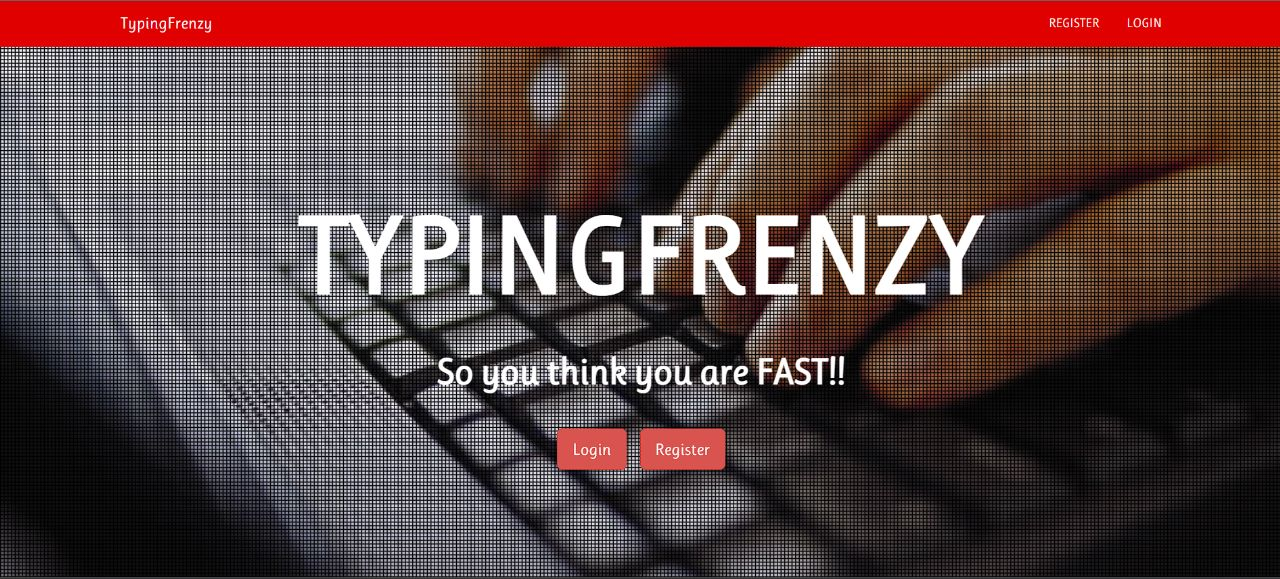 TypingFrenzy
REGISTER LOGIN
TYPINGFRENZY
So you think you are FAST!!
Login Register